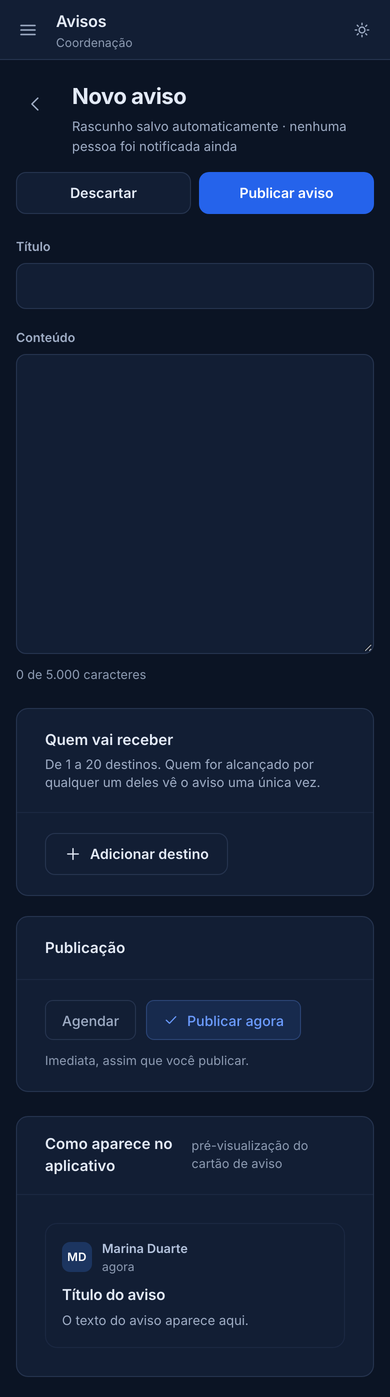 Avisos
Coordenação
Novo aviso
Rascunho salvo automaticamente · nenhuma
pessoa foi notificada ainda
Descartar
Publicar aviso
Título
Conteúdo
0 de 5.000 caracteres
Quem vai receber
De 1 a 20 destinos. Quem for alcançado por
qualquer um deles vê o aviso uma única vez.
Adicionar destino
Publicação
Agendar
Publicar agora
Imediata, assim que você publicar.
Como aparece no
aplicativo
pré-visualização do
cartão de aviso
MD
Marina Duarte
agora
Título do aviso
O texto do aviso aparece aqui.